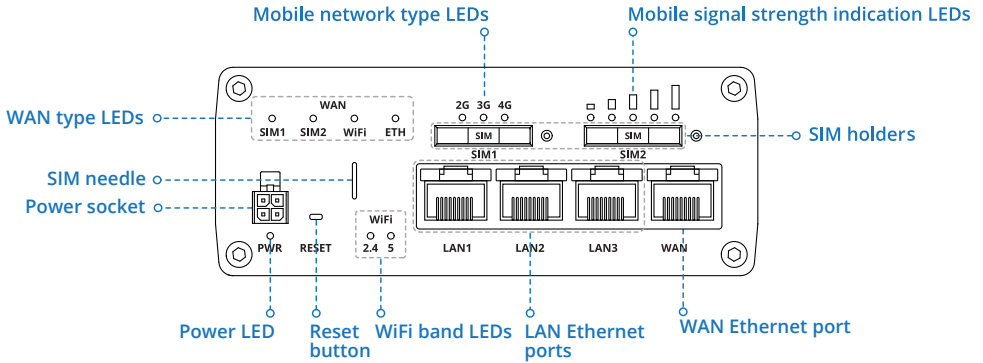 Mobile network type LEDs
Mobile signal strength indication LEDs
WAN
2G 3G 4G
WAN type LEDs
SIM1 SIM2 WiFi ETH
SIM
SIM
SIM holders
SIM1
SIM2
SIM needle
Power socket
WiFi
PWR
RESET
2.4 5
LAN1
LAN2
LAN3
WAN
Power LED
Reset
button
WiFi band LEDs
LAN Ethernet
ports
WAN Ethernet port